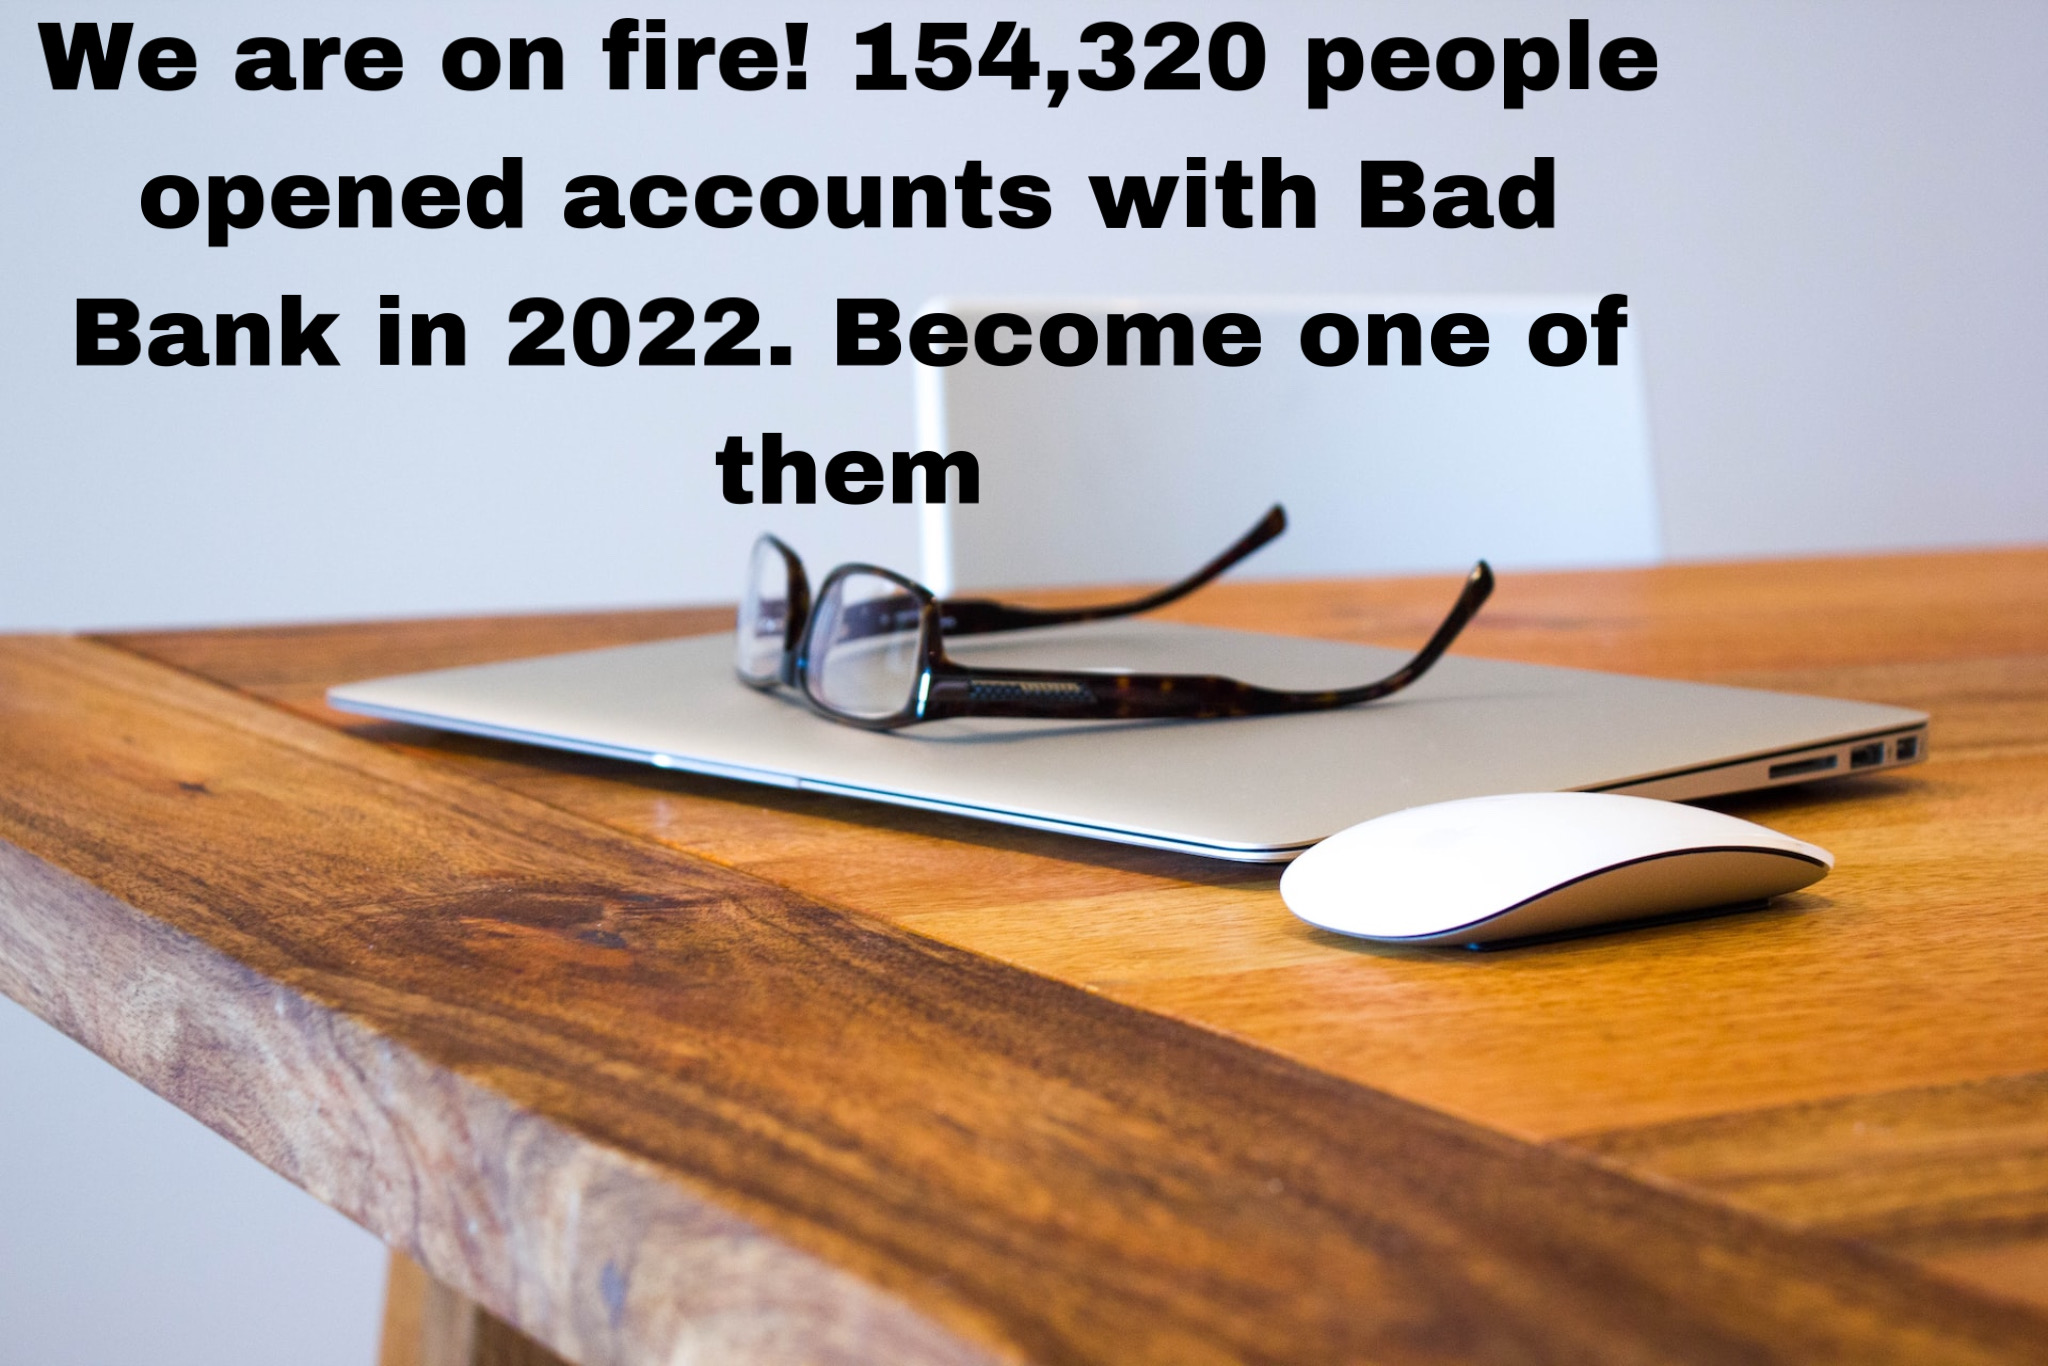 We are on fire! 154,320 people
opened accounts with Bad
Bank in 2022. Become one of
them